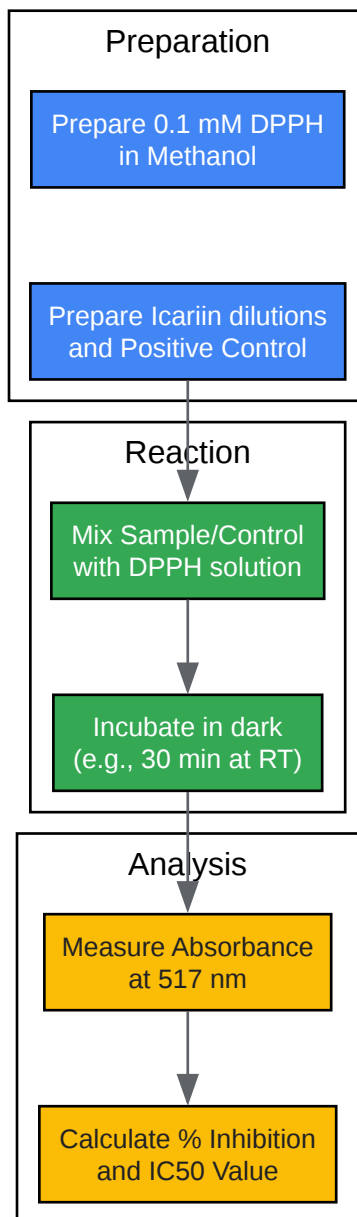 Preparation
Prepare 0.1 mM DPPH
in Methanol
Prepare Icariin dilutions
and Positive Control
Reaction
Mix Sample/Control
with DPPH solution
Incubate in dark
(e.g., 30 min at RT)
Analysis
Measure Absorbance
at 517 nm
Calculate % Inhibition
and IC50 Value